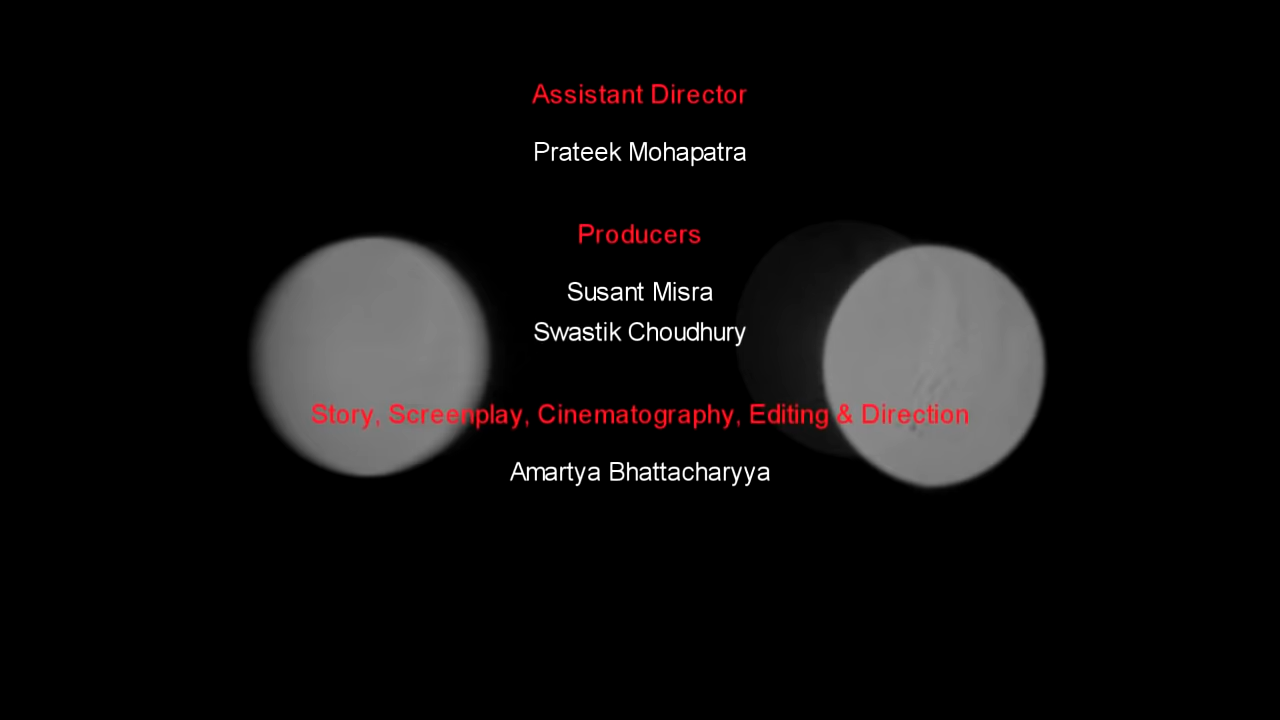 Assistant Director
Prateek Mohapatra
Producers
Susant Misra
Swastik Choudhury
Story, Screenplay, Cinematography, Editing & Direction
Amartya Bhattacharyya